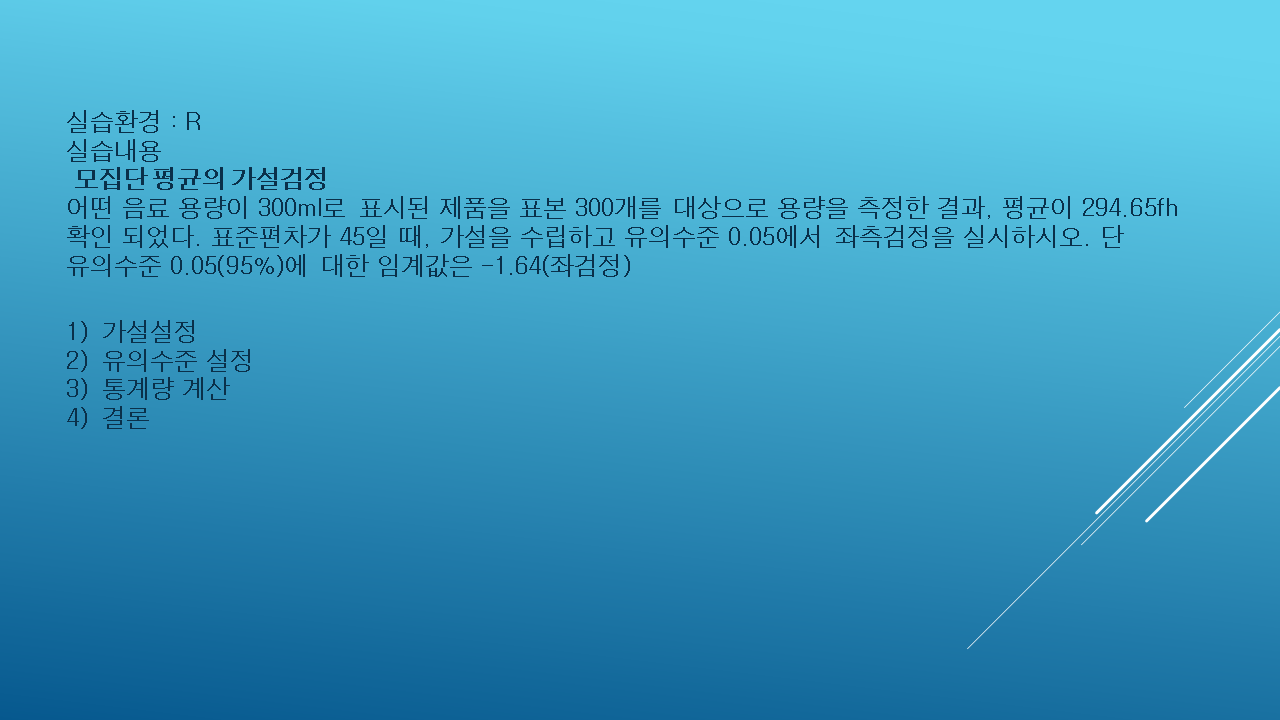 실습환경 : R
실습내용
모집단 평균의 가설검정
어떤 음료 용량이 300ml로 표시된 제품을 표본 300개를 대상으로 용량을 측정한 결과, 평균이 294.65fh
확인 되었다. 표준편차가 45일 때, 가설을 수립하고 유의수준 0.05에서 좌측검정을 실시하시오. 단
유의수준 0.05(95%)에 대한 임계값은 -1.64(좌검정)
1) 가설설정
2) 유의수준 설정
3) 통계량 계산
4) 결론